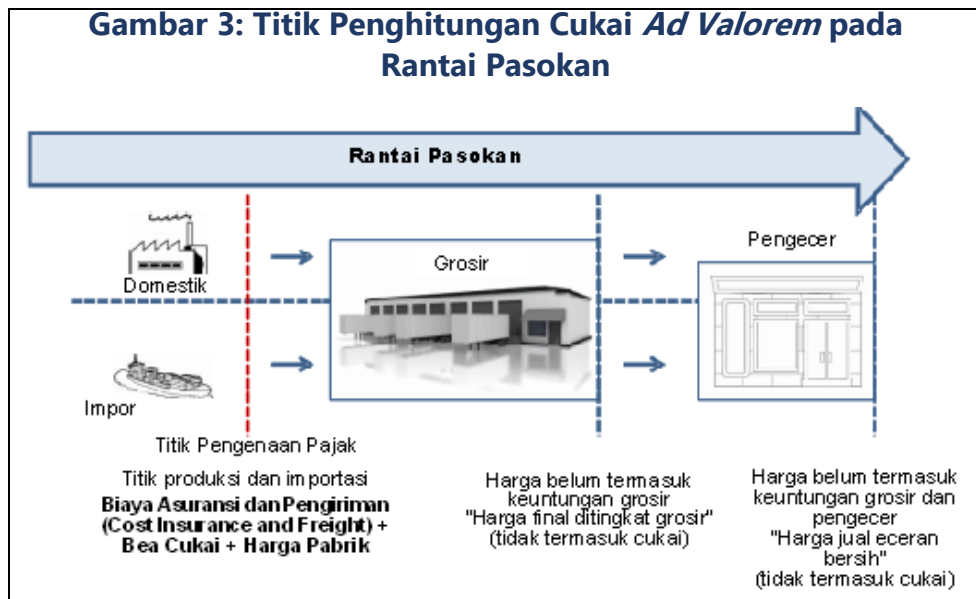 Gambar 3: Titik Penghitungan Cukai Ad Valorem pada
Rantai Pasokan
Rantai Pasokan
Domestik
Impor
Grosir
Pengecer
Titik Pengenaan Pajak
Titik produksi dan importasi
Biaya Asuransi dan Pengiriman
(Cost Insurance and Freight) +
Bea Cukai + Harga Pabrik
Harga belum termasuk
keuntungan grosir
"Harga final ditingkat grosir"
(tidak termasuk cukai)
Harga belum termasuk
keuntungan grosir dan
pengecer
"Harga jual eceran
bersih"
(tidak termasuk cukai)